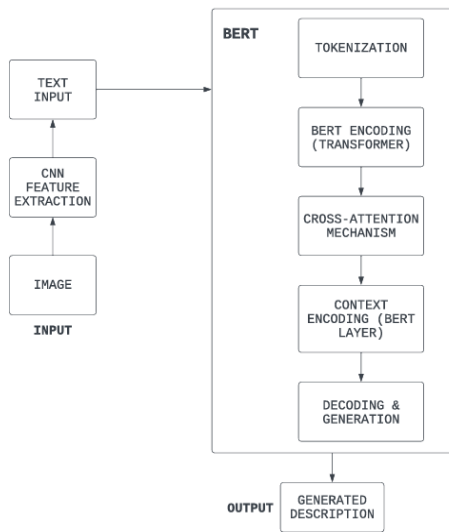 BERT
TOKENIZATION
TEXT
INPUT
BERT ENCODING
(TRANSFORMER)
CNN
FEATURE
EXTRACTION
CROSS-ATTENTION
MECHANISM
IMAGE
INPUT
CONTEXT
ENCODING (BERT
LAYER)
DECODING &
GENERATION
OUTPUT
GENERATED
DESCRIPTION